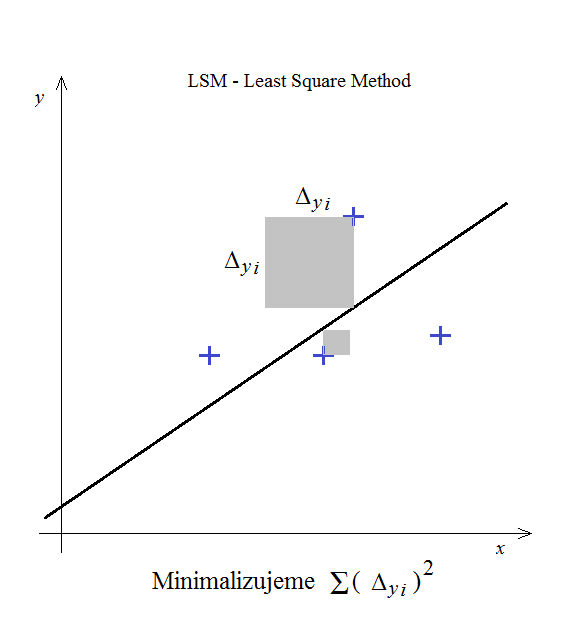 LSM - Least Square Method
y
Δyi
Δyi
x
Minimalizujeme Σ( Δyi )²